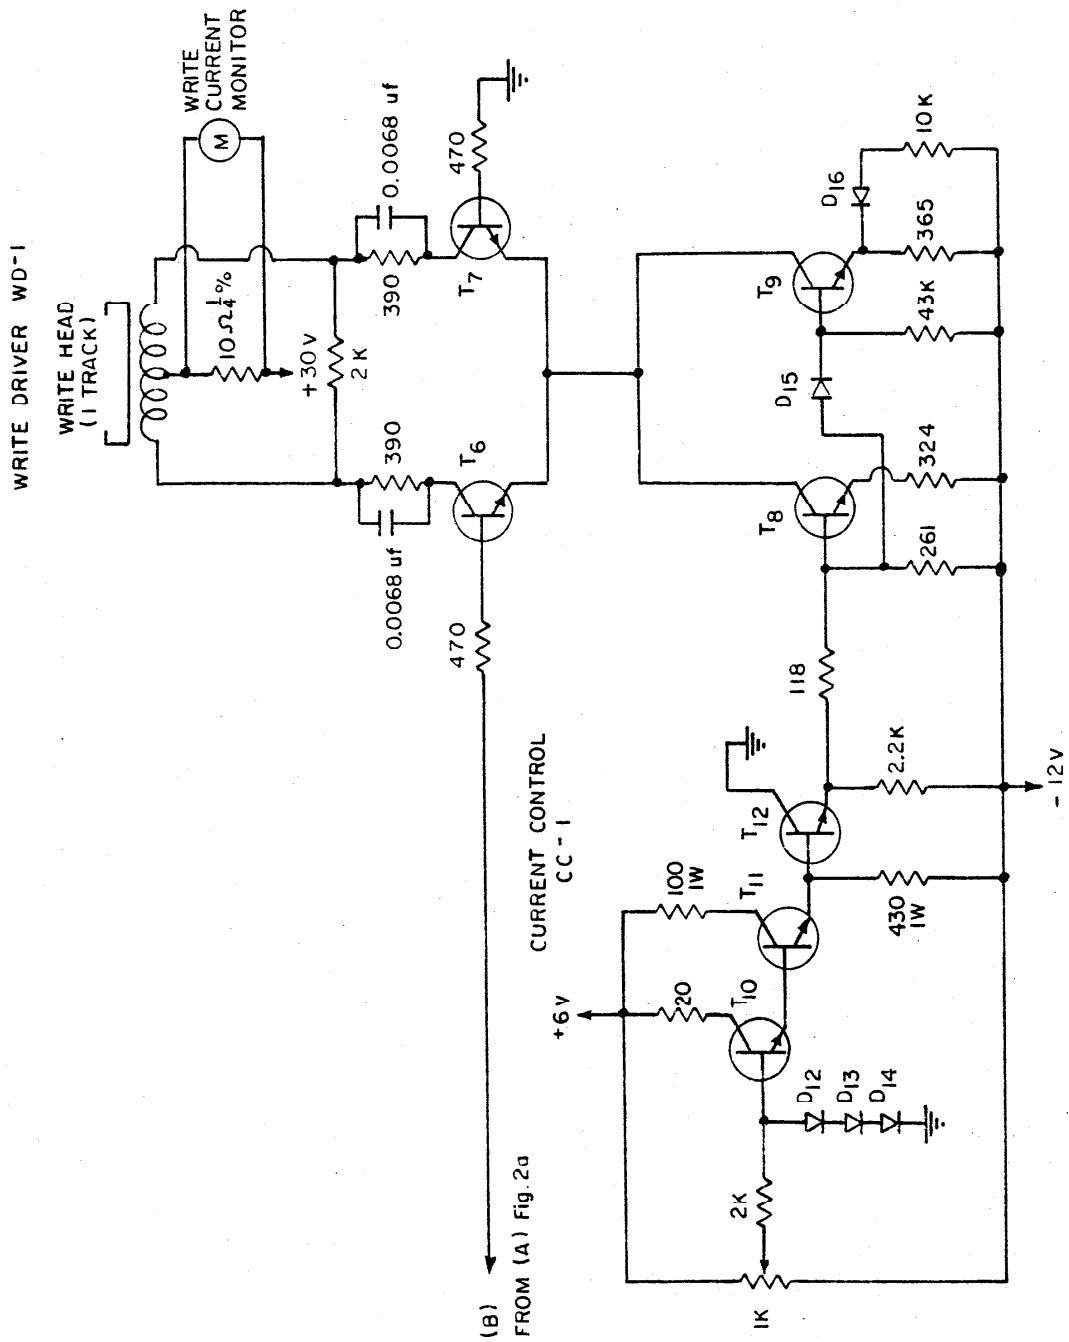 WRITE DRIVER WD-1
WRITE HEAD
(1 TRACK)
WRITE
CURRENT
MONITOR
M
10Ω 1/4 %
+30V
2K
390
390
0.0068 uf
0.0068 uf
T6
T7
470
470
(B)
FROM (A) Fig. 2a
CURRENT CONTROL
CC-1
+6V
20
100
1W
T10
T11
T12
1K
2K
D12
D13
D14
430
1W
2.2K
118
T8
T9
D15
D16
261
324
43K
365
10K
-12V